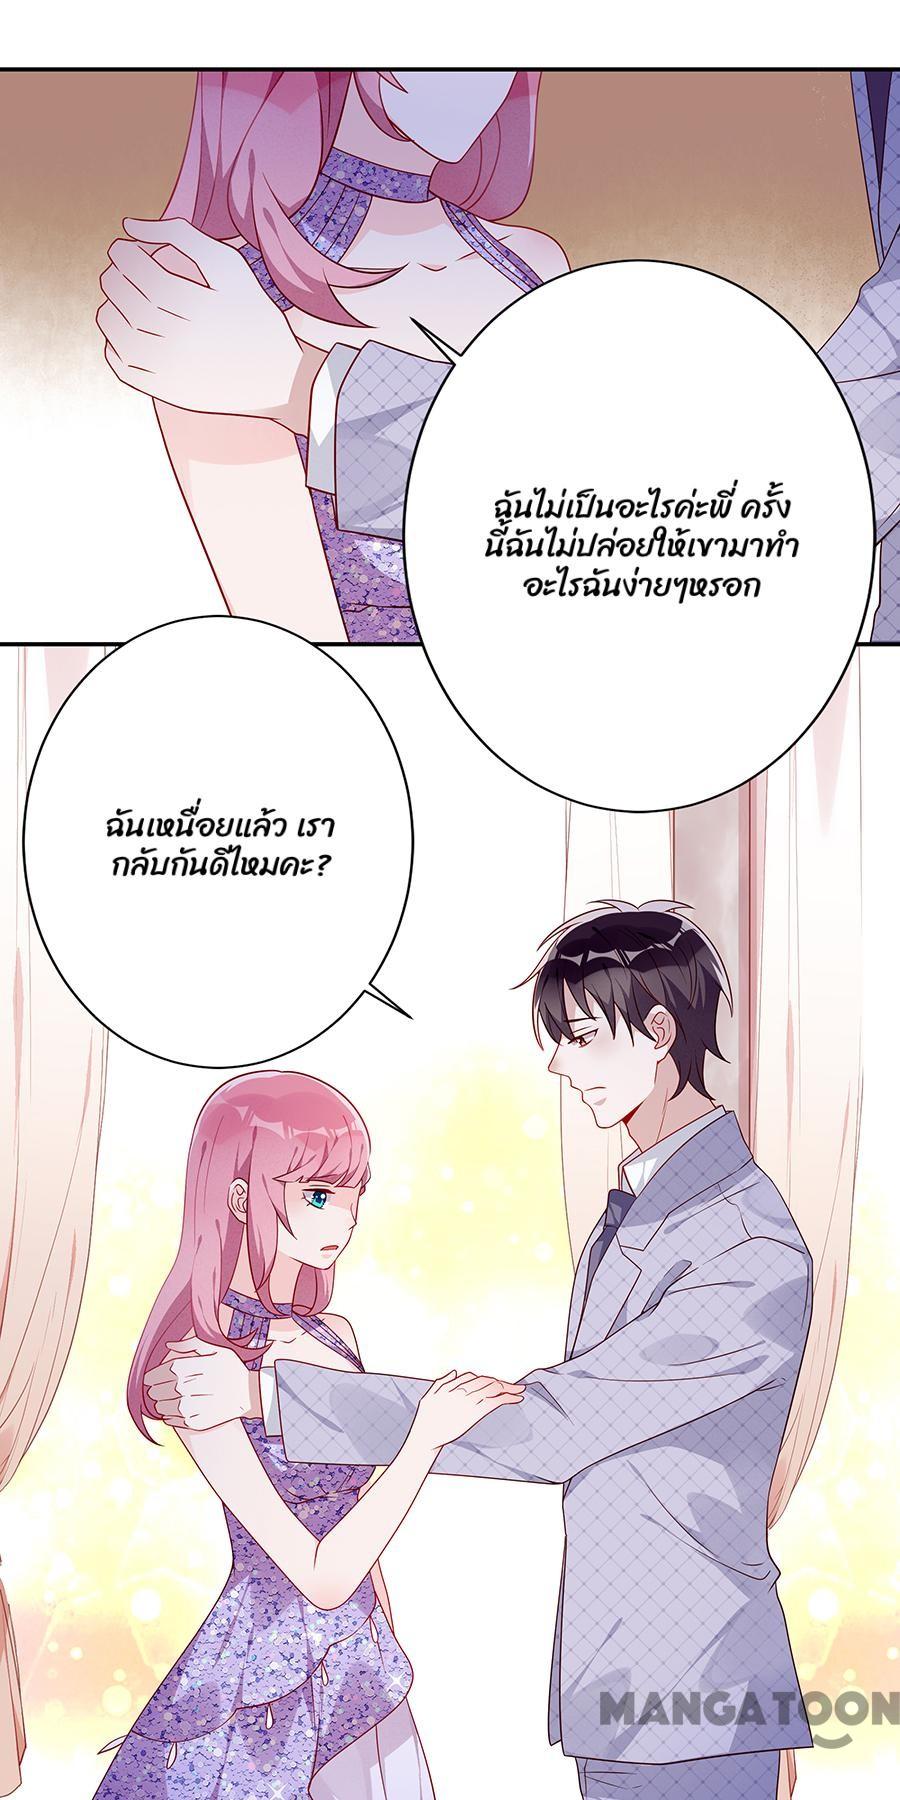 ฉันไม่เป็นอะไรค่ะพี่ ครั้ง
นี้ฉันไม่ปล่อยให้เขามาทำ
อะไรฉันง่ายๆหรอก
ฉันเหนื่อยแล้ว เรา
กลับกันดีไหมคะ?
MANGATOON